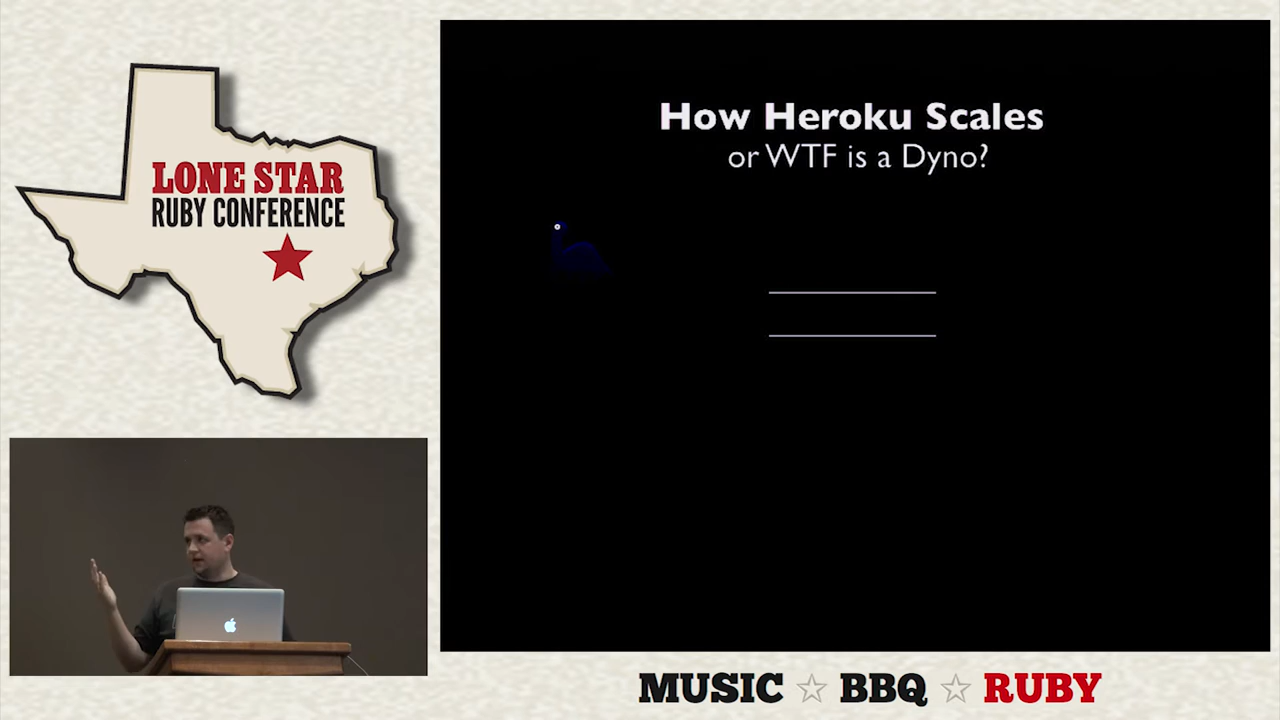 LONE STAR
RUBY CONFERENCE
How Heroku Scales
or WTF is a Dyno?
MUSIC ☆ BBQ ☆ RUBY